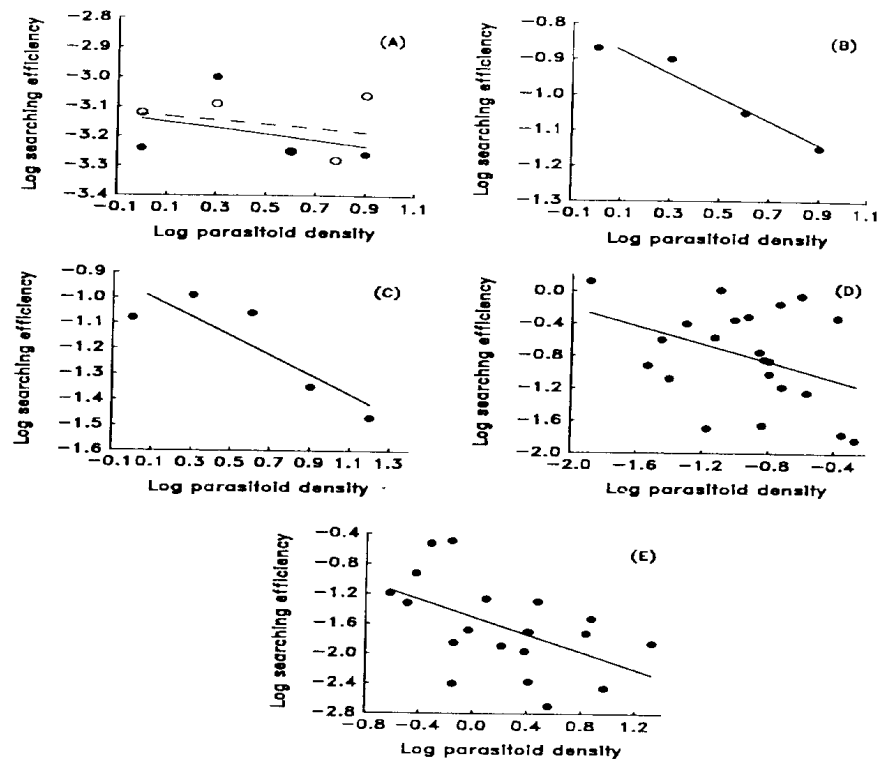 Log searching efficiency
−2.8
−2.9
−3.0
−3.1
−3.2
−3.3
−3.4
−0.1 0.1 0.3 0.5 0.7 0.9 1.1
Log parasitoid density
(A)
Log searching efficiency
−0.8
−0.9
−1.0
−1.1
−1.2
−1.3
−0.1 0.1 0.3 0.5 0.7 0.9 1.1
Log parasitoid density
(B)
Log searching efficiency
−0.9
−1.0
−1.1
−1.2
−1.3
−1.4
−1.5
−1.6
−0.1 0.1 0.3 0.5 0.7 0.9 1.1 1.3
Log parasitoid density
(C)
Log searching efficiency
0.0
−0.4
−0.8
−1.2
−1.6
−2.0
−2.0 −1.6 −1.2 −0.8 −0.4
Log parasitoid density
(D)
Log searching efficiency
−0.4
−0.8
−1.2
−1.6
−2.0
−2.4
−2.8
−0.8 −0.4 0.0 0.4 0.8 1.2
Log parasitoid density
(E)